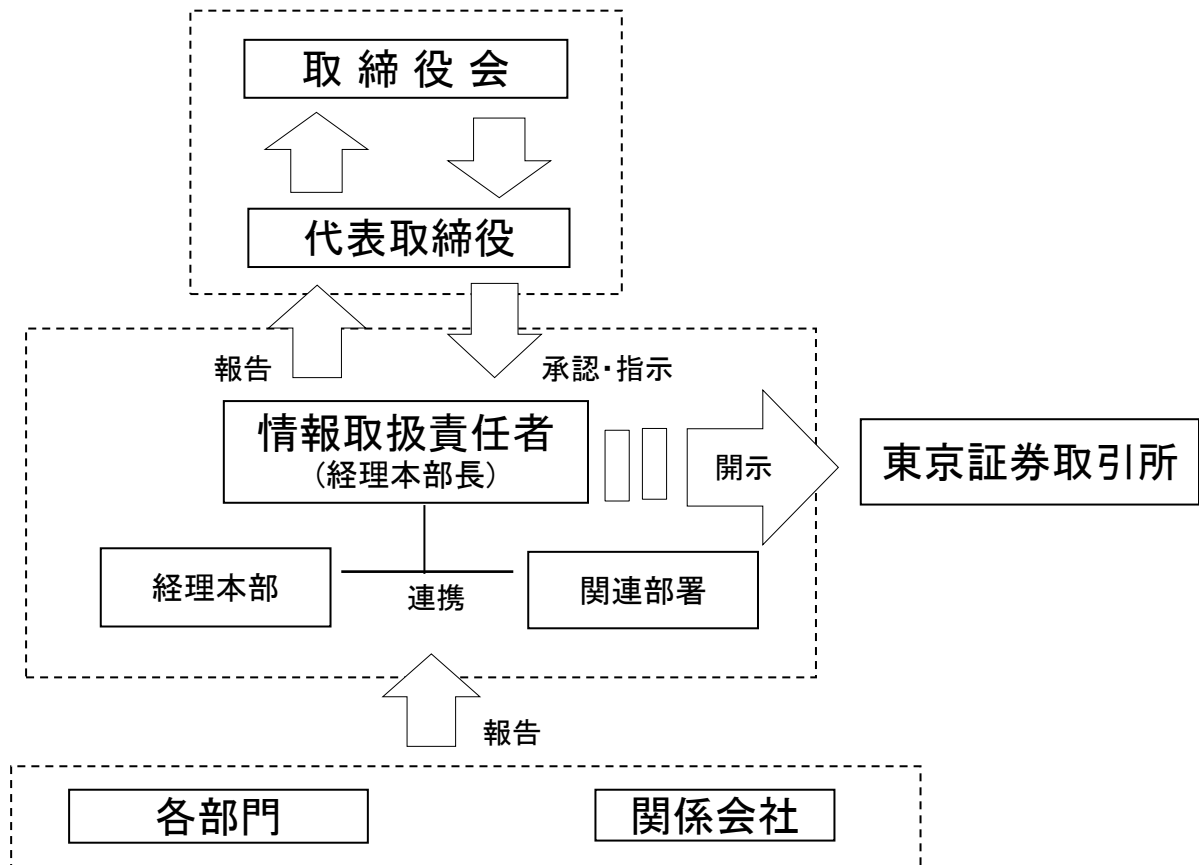 取締役会
代表取締役
報告
承認・指示
情報取扱責任者
(経理本部長)
開示
東京証券取引所
経理本部
連携
関連部署
報告
各部門
関係会社